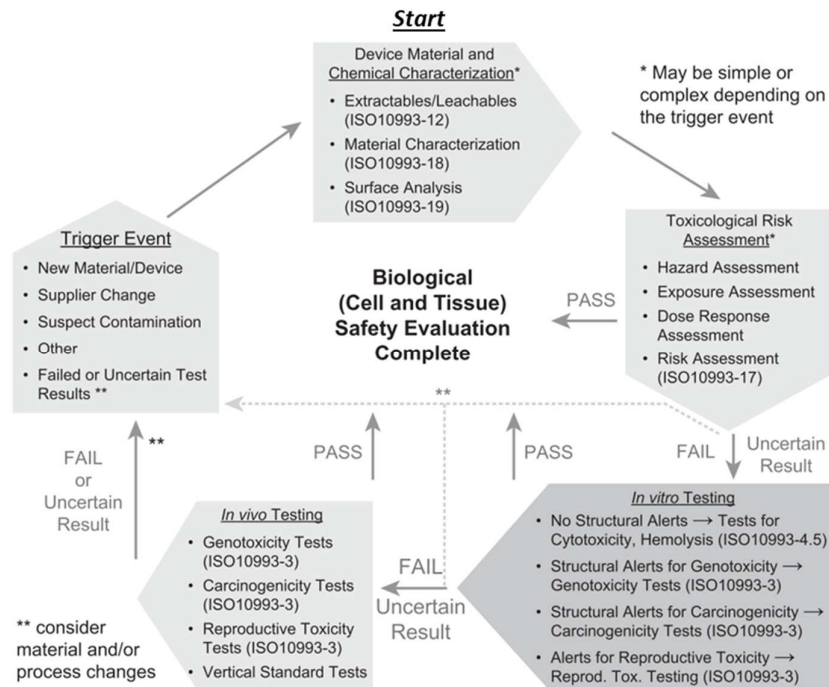 Start
Device Material and
Chemical Characterization*
• Extractables/Leachables
(ISO10993-12)
• Material Characterization
(ISO10993-18)
• Surface Analysis
(ISO10993-19)
* May be simple or
complex depending on
the trigger event
Toxicological Risk
Assessment*
• Hazard Assessment
• Exposure Assessment
• Dose Response
Assessment
• Risk Assessment
(ISO10993-17)
Trigger Event
• New Material/Device
• Supplier Change
• Suspect Contamination
• Other
• Failed or Uncertain Test
Results **
Biological
(Cell and Tissue)
Safety Evaluation
Complete
PASS
**
**
FAIL
or
Uncertain
Result
PASS
PASS
FAIL
Uncertain
Result
In vivo Testing
• Genotoxicity Tests
(ISO10993-3)
• Carcinogenicity Tests
(ISO10993-3)
• Reproductive Toxicity
Tests (ISO10993-3)
• Vertical Standard Tests
FAIL
Uncertain
Result
In vitro Testing
• No Structural Alerts → Tests for
Cytotoxicity, Hemolysis (ISO10993-4.5)
• Structural Alerts for Genotoxicity →
Genotoxicity Tests (ISO10993-3)
• Structural Alerts for Carcinogenicity →
Carcinogenicity Tests (ISO10993-3)
• Alerts for Reproductive Toxicity →
Reprod. Tox. Testing (ISO10993-3)
** consider
material and/or
process changes